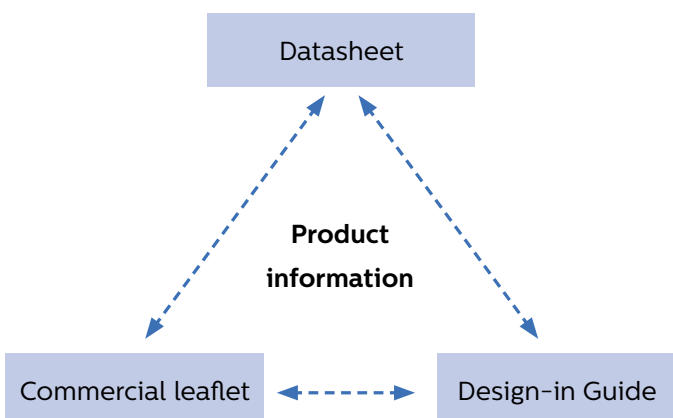 Datasheet
Product
information
Commercial leaflet
Design-in Guide